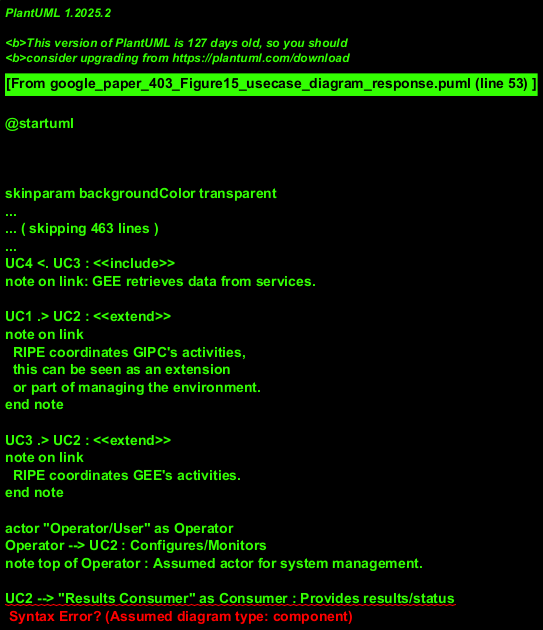 PlantUML 1.2025.2
<b>This version of PlantUML is 127 days old, so you should
<b>consider upgrading from https://plantuml.com/download
[From google_paper_403_Figure15_usecase_diagram_response.puml (line 53) ]
@startuml
skinparam backgroundColor transparent
...
... ( skipping 463 lines )
...
UC4 <. UC3 : <<include>>
note on link: GEE retrieves data from services.
UC1 .> UC2 : <<extend>>
note on link
RIPE coordinates GIPC's activities,
this can be seen as an extension
or part of managing the environment.
end note
UC3 .> UC2 : <<extend>>
note on link
RIPE coordinates GEE's activities.
end note
actor "Operator/User" as Operator
Operator --> UC2 : Configures/Monitors
note top of Operator : Assumed actor for system management.
UC2 --> "Results Consumer" as Consumer : Provides results/status
Syntax Error? (Assumed diagram type: component)